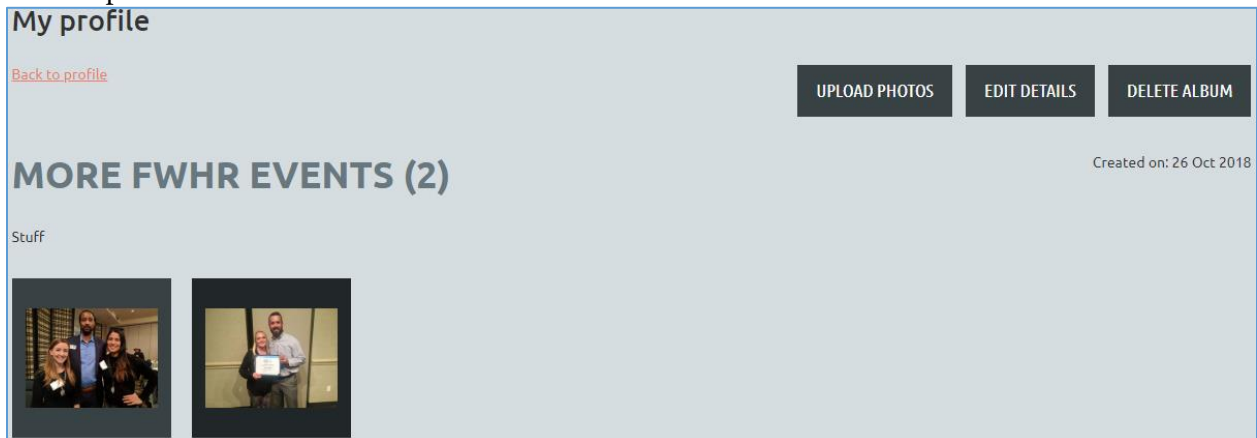 My profile
Back to profile
UPLOAD PHOTOS
EDIT DETAILS
DELETE ALBUM
MORE FWHR EVENTS (2)
Created on: 26 Oct 2018
Stuff